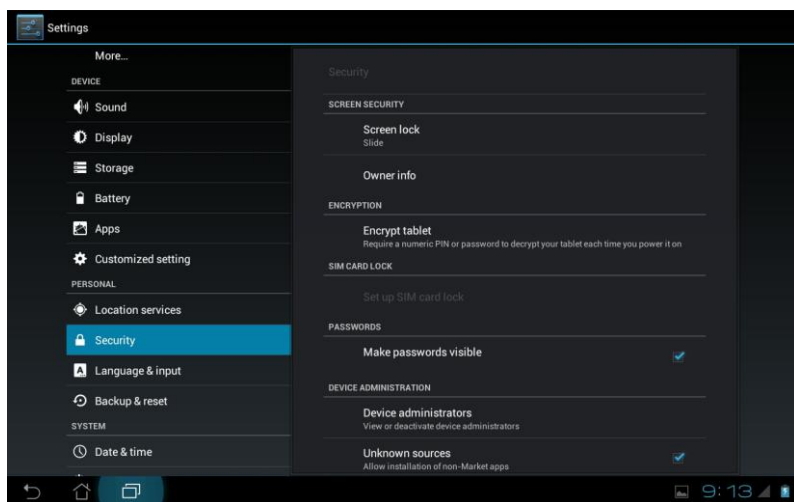 Settings
More...
DEVICE
Sound
Display
Storage
Battery
Apps
Customized setting
PERSONAL
Location services
Security
Language & input
Backup & reset
SYSTEM
Date & time
Security
SCREEN SECURITY
Screen lock
Slide
Owner info
ENCRYPTION
Encrypt tablet
Require a numeric PIN or password to decrypt your tablet each time you power it on
SIM CARD LOCK
Set up SIM card lock
PASSWORDS
Make passwords visible
DEVICE ADMINISTRATION
Device administrators
View or deactivate device administrators
Unknown sources
Allow installation of non-Market apps
9:13